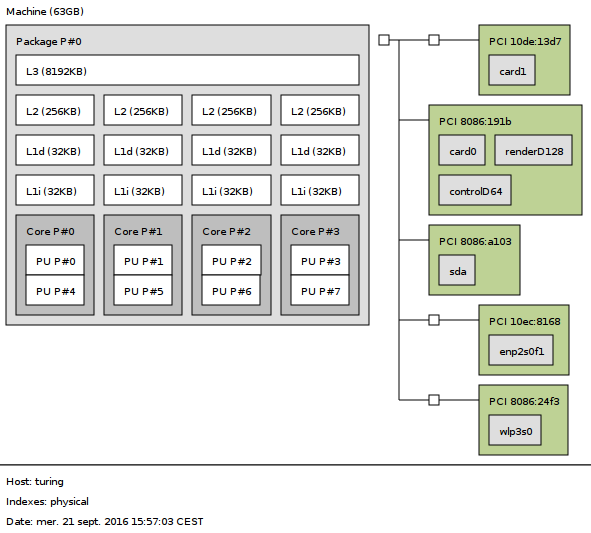 Machine (63GB)
Package P#0
L3 (8192KB)
L2 (256KB) L2 (256KB) L2 (256KB) L2 (256KB)
L1d (32KB) L1d (32KB) L1d (32KB) L1d (32KB)
L1i (32KB) L1i (32KB) L1i (32KB) L1i (32KB)
Core P#0 Core P#1 Core P#2 Core P#3
PU P#0 PU P#1 PU P#2 PU P#3
PU P#4 PU P#5 PU P#6 PU P#7
PCI 10de:13d7
card1
PCI 8086:191b
card0 renderD128
controlD64
PCI 8086:a103
sda
PCI 10ec:8168
enp2s0f1
PCI 8086:24f3
wlp3s0
Host: turing
Indexes: physical
Date: mer. 21 sept. 2016 15:57:03 CEST